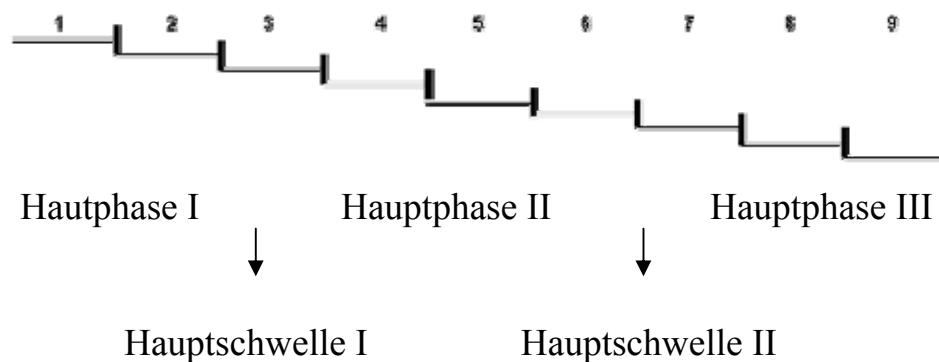 1 2 3 4 5 6 7 8 9
Hautphase I Hauptphase II Hauptphase III
Hauptschwelle I Hauptschwelle II